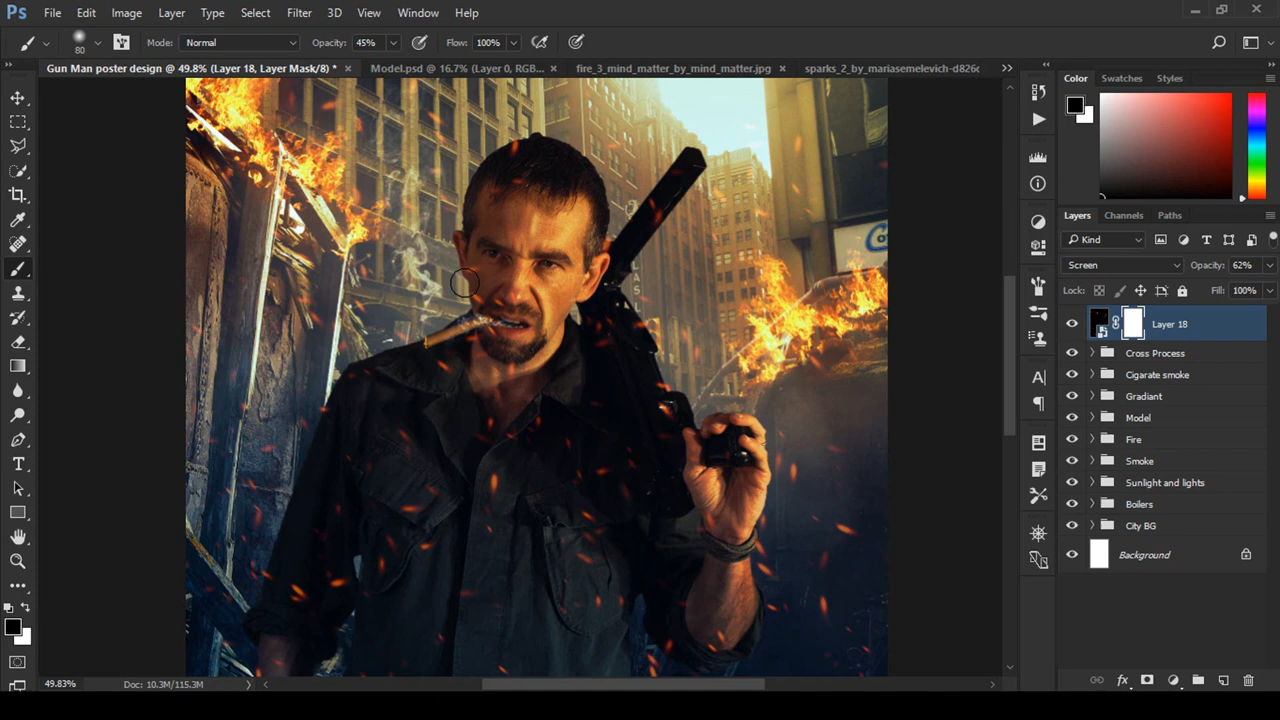 Ps File Edit Image Layer Type Select Filter 3D View Window Help
80 Mode: Normal Opacity: 45% Flow: 100%
Gun Man poster design @ 49.8% (Layer 18, Layer Mask/8) * × Model.psd @ 16.7% (Layer 0, RGB... × fire_3_mind_matter_by_mind_matter.jpg × sparks_2_by_mariasemelevich-d826c
Color Swatches Styles
Layers Channels Paths
Kind
Screen Opacity: 62%
Lock: Fill: 100%
Layer 18
Cross Process
Cigarate smoke
Gradiant
Model
Fire
Smoke
Sunlight and lights
Boilers
City BG
Background
49.83% Doc: 10.3M/115.3M